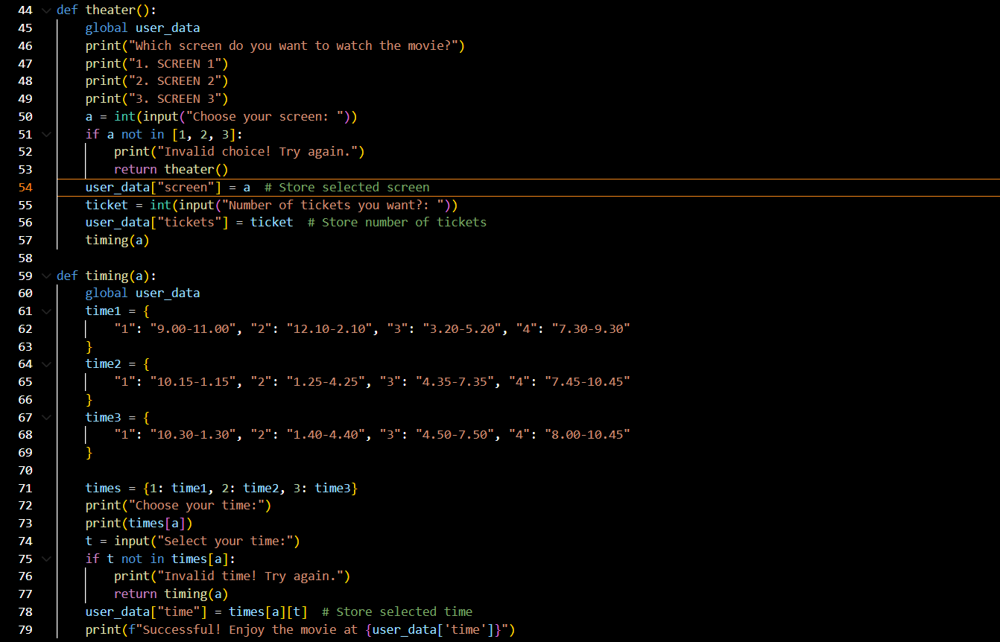 44 def theater():
45     global user_data
46     print("Which screen do you want to watch the movie?")
47     print("1. SCREEN 1")
48     print("2. SCREEN 2")
49     print("3. SCREEN 3")
50     a = int(input("Choose your screen: "))
51     if a not in [1, 2, 3]:
52         print("Invalid choice! Try again.")
53         return theater()
54     user_data["screen"] = a  # Store selected screen
55     ticket = int(input("Number of tickets you want?: "))
56     user_data["tickets"] = ticket  # Store number of tickets
57     timing(a)
58
59 def timing(a):
60     global user_data
61     time1 = {
62         "1": "9.00-11.00", "2": "12.10-2.10", "3": "3.20-5.20", "4": "7.30-9.30"
63     }
64     time2 = {
65         "1": "10.15-1.15", "2": "1.25-4.25", "3": "4.35-7.35", "4": "7.45-10.45"
66     }
67     time3 = {
68         "1": "10.30-1.30", "2": "1.40-4.40", "3": "4.50-7.50", "4": "8.00-10.45"
69     }
70
71     times = {1: time1, 2: time2, 3: time3}
72     print("Choose your time:")
73     print(times[a])
74     t = input("Select your time:")
75     if t not in times[a]:
76         print("Invalid time! Try again.")
77         return timing(a)
78     user_data["time"] = times[a][t]  # Store selected time
79     print(f"Successful! Enjoy the movie at {user_data['time']}")